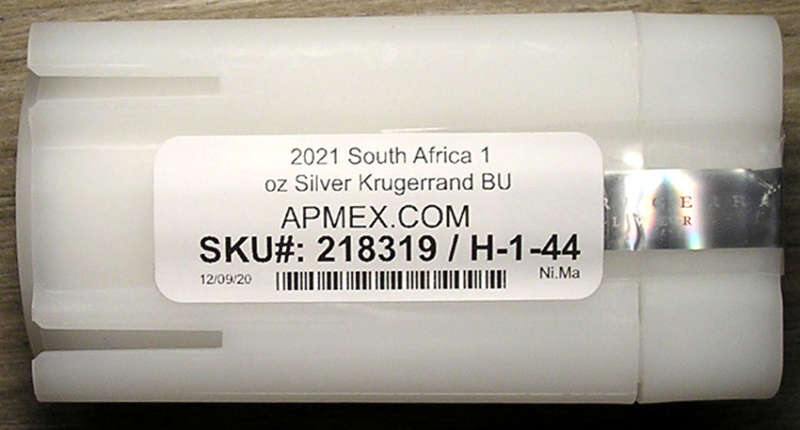 2021 South Africa 1
oz Silver Krugerrand BU
APMEX.COM
SKU#: 218319 / H-1-44
12/09/20
Ni.Ma